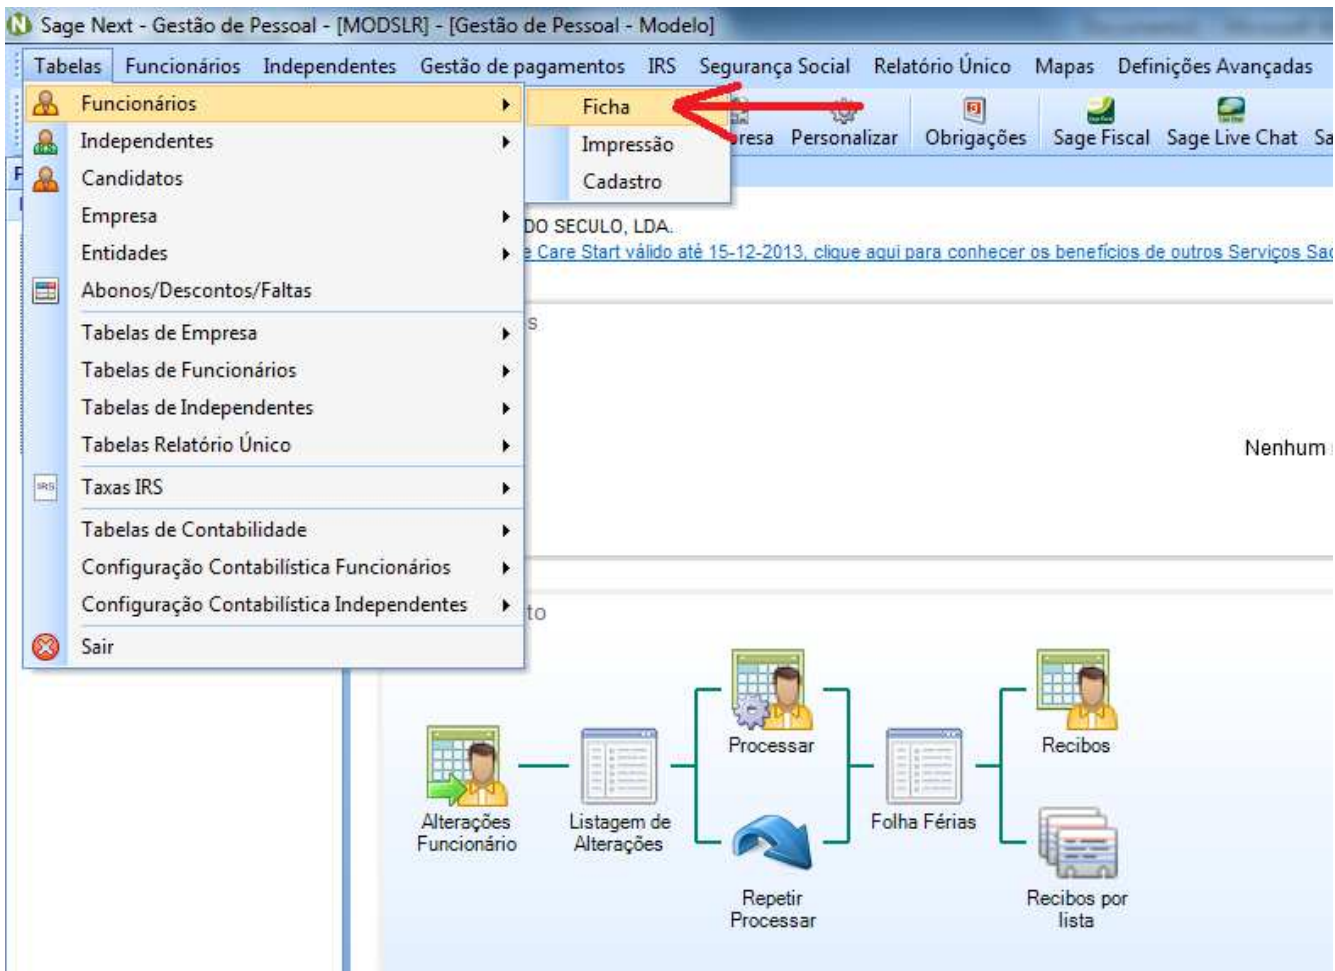 Sage Next - Gestão de Pessoal - [MODSLR] - [Gestão de Pessoal - Modelo]
Tabelas Funcionários Independentes Gestão de pagamentos IRS Segurança Social Relatório Único Mapas Definições Avançadas
Funcionários
Ficha
Impressão
Cadastro
Personalizar Obrigações Sage Fiscal Sage Live Chat
Independentes
Candidatos
Empresa
Entidades
Abonos/Descontos/Faltas
Tabelas de Empresa
Tabelas de Funcionários
Tabelas de Independentes
Tabelas Relatório Único
IRS Taxas IRS
Tabelas de Contabilidade
Configuração Contabilística Funcionários
Configuração Contabilística Independentes
Sair
DO SECULO, LDA.
e Care Start válido até 15-12-2013, clique aqui para conhecer os benefícios de outros Serviços
Nenhum
Alterações
Funcionário
Listagem de
Alterações
Processar
Repetir
Processar
Folha Férias
Recibos
Recibos por
lista